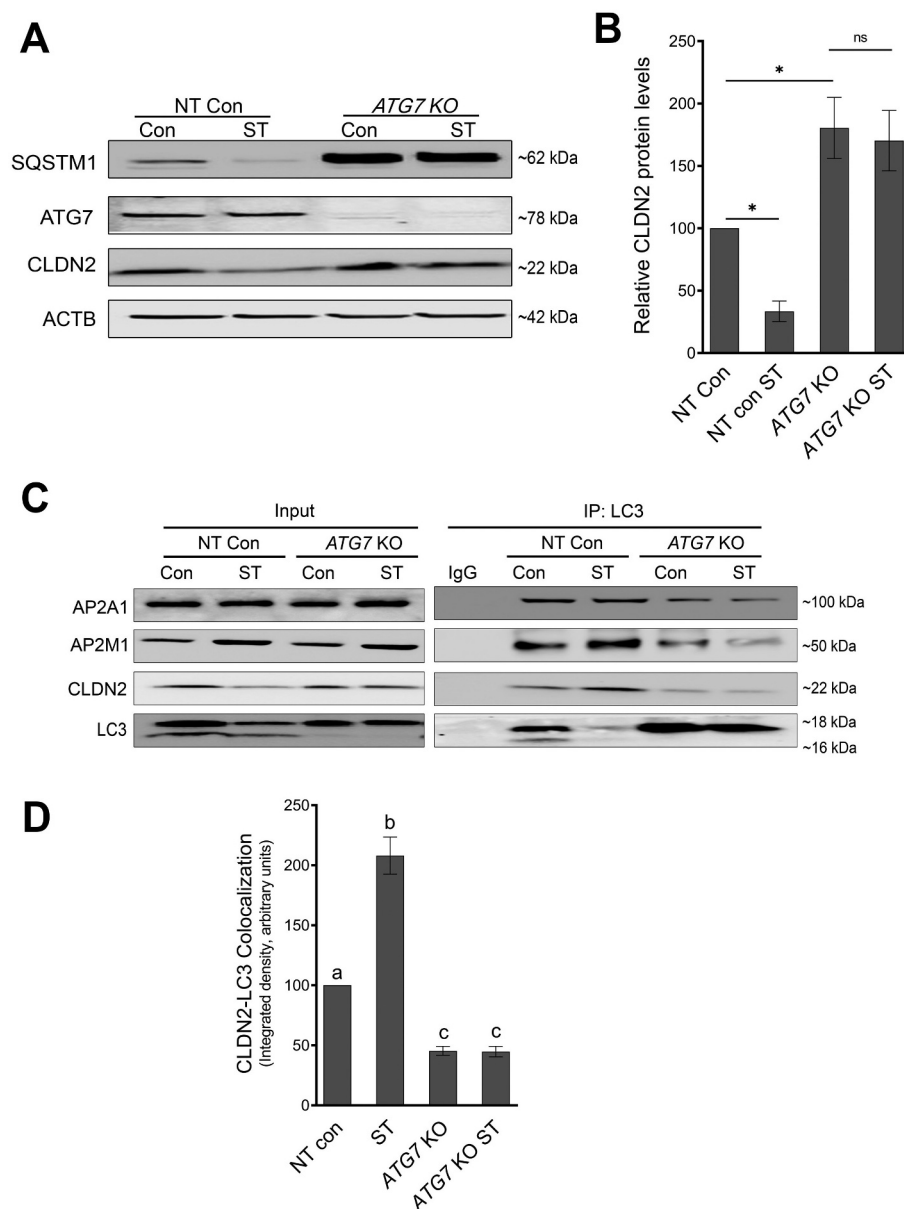 A
NT Con ATG7 KO
Con ST Con ST
SQSTM1 ~62 kDa
ATG7 ~78 kDa
CLDN2 ~22 kDa
ACTB ~42 kDa
B
Relative CLDN2 protein levels
250
200
150
100
50
0
* * ns
NT Con
NT con ST
ATG7 KO
ATG7 KO ST
C
Input IP: LC3
NT Con ATG7 KO NT Con ATG7 KO
Con ST Con ST IgG Con ST Con ST
AP2A1 ~100 kDa
AP2M1 ~50 kDa
CLDN2 ~22 kDa
LC3 ~18 kDa
~16 kDa
D
CLDN2-LC3 Colocalization
(Integrated density, arbitrary units)
250
200
150
100
50
0
a b c c
NT con
ST
ATG7 KO
ATG7 KO ST